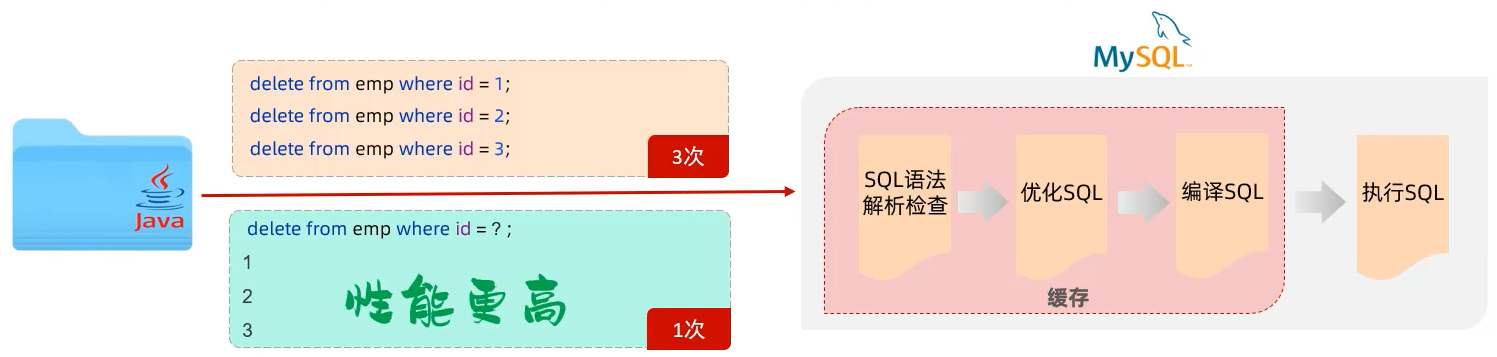 Java
delete from emp where id = 1;
delete from emp where id = 2;
delete from emp where id = 3;
3次
delete from emp where id = ? ;
1
2
3
性能更高
1次
MySQL
SQL语法
解析检查
优化SQL
编译SQL
执行SQL
缓存